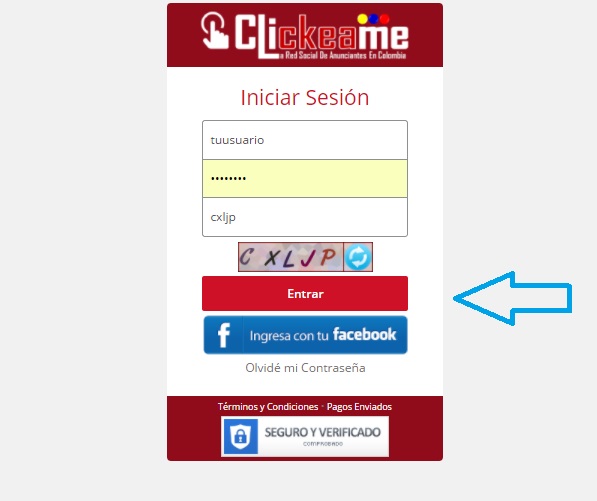 CLickeame
La Red Social De Anunciantes En Colombia
Iniciar Sesión
tuusuario
••••••••
cxljp
C X L J P
Entrar
f Ingresa con tu facebook
Olvidé mi Contraseña
Términos y Condiciones · Pagos Enviados
SEGURO Y VERIFICADO
COMPROBADO